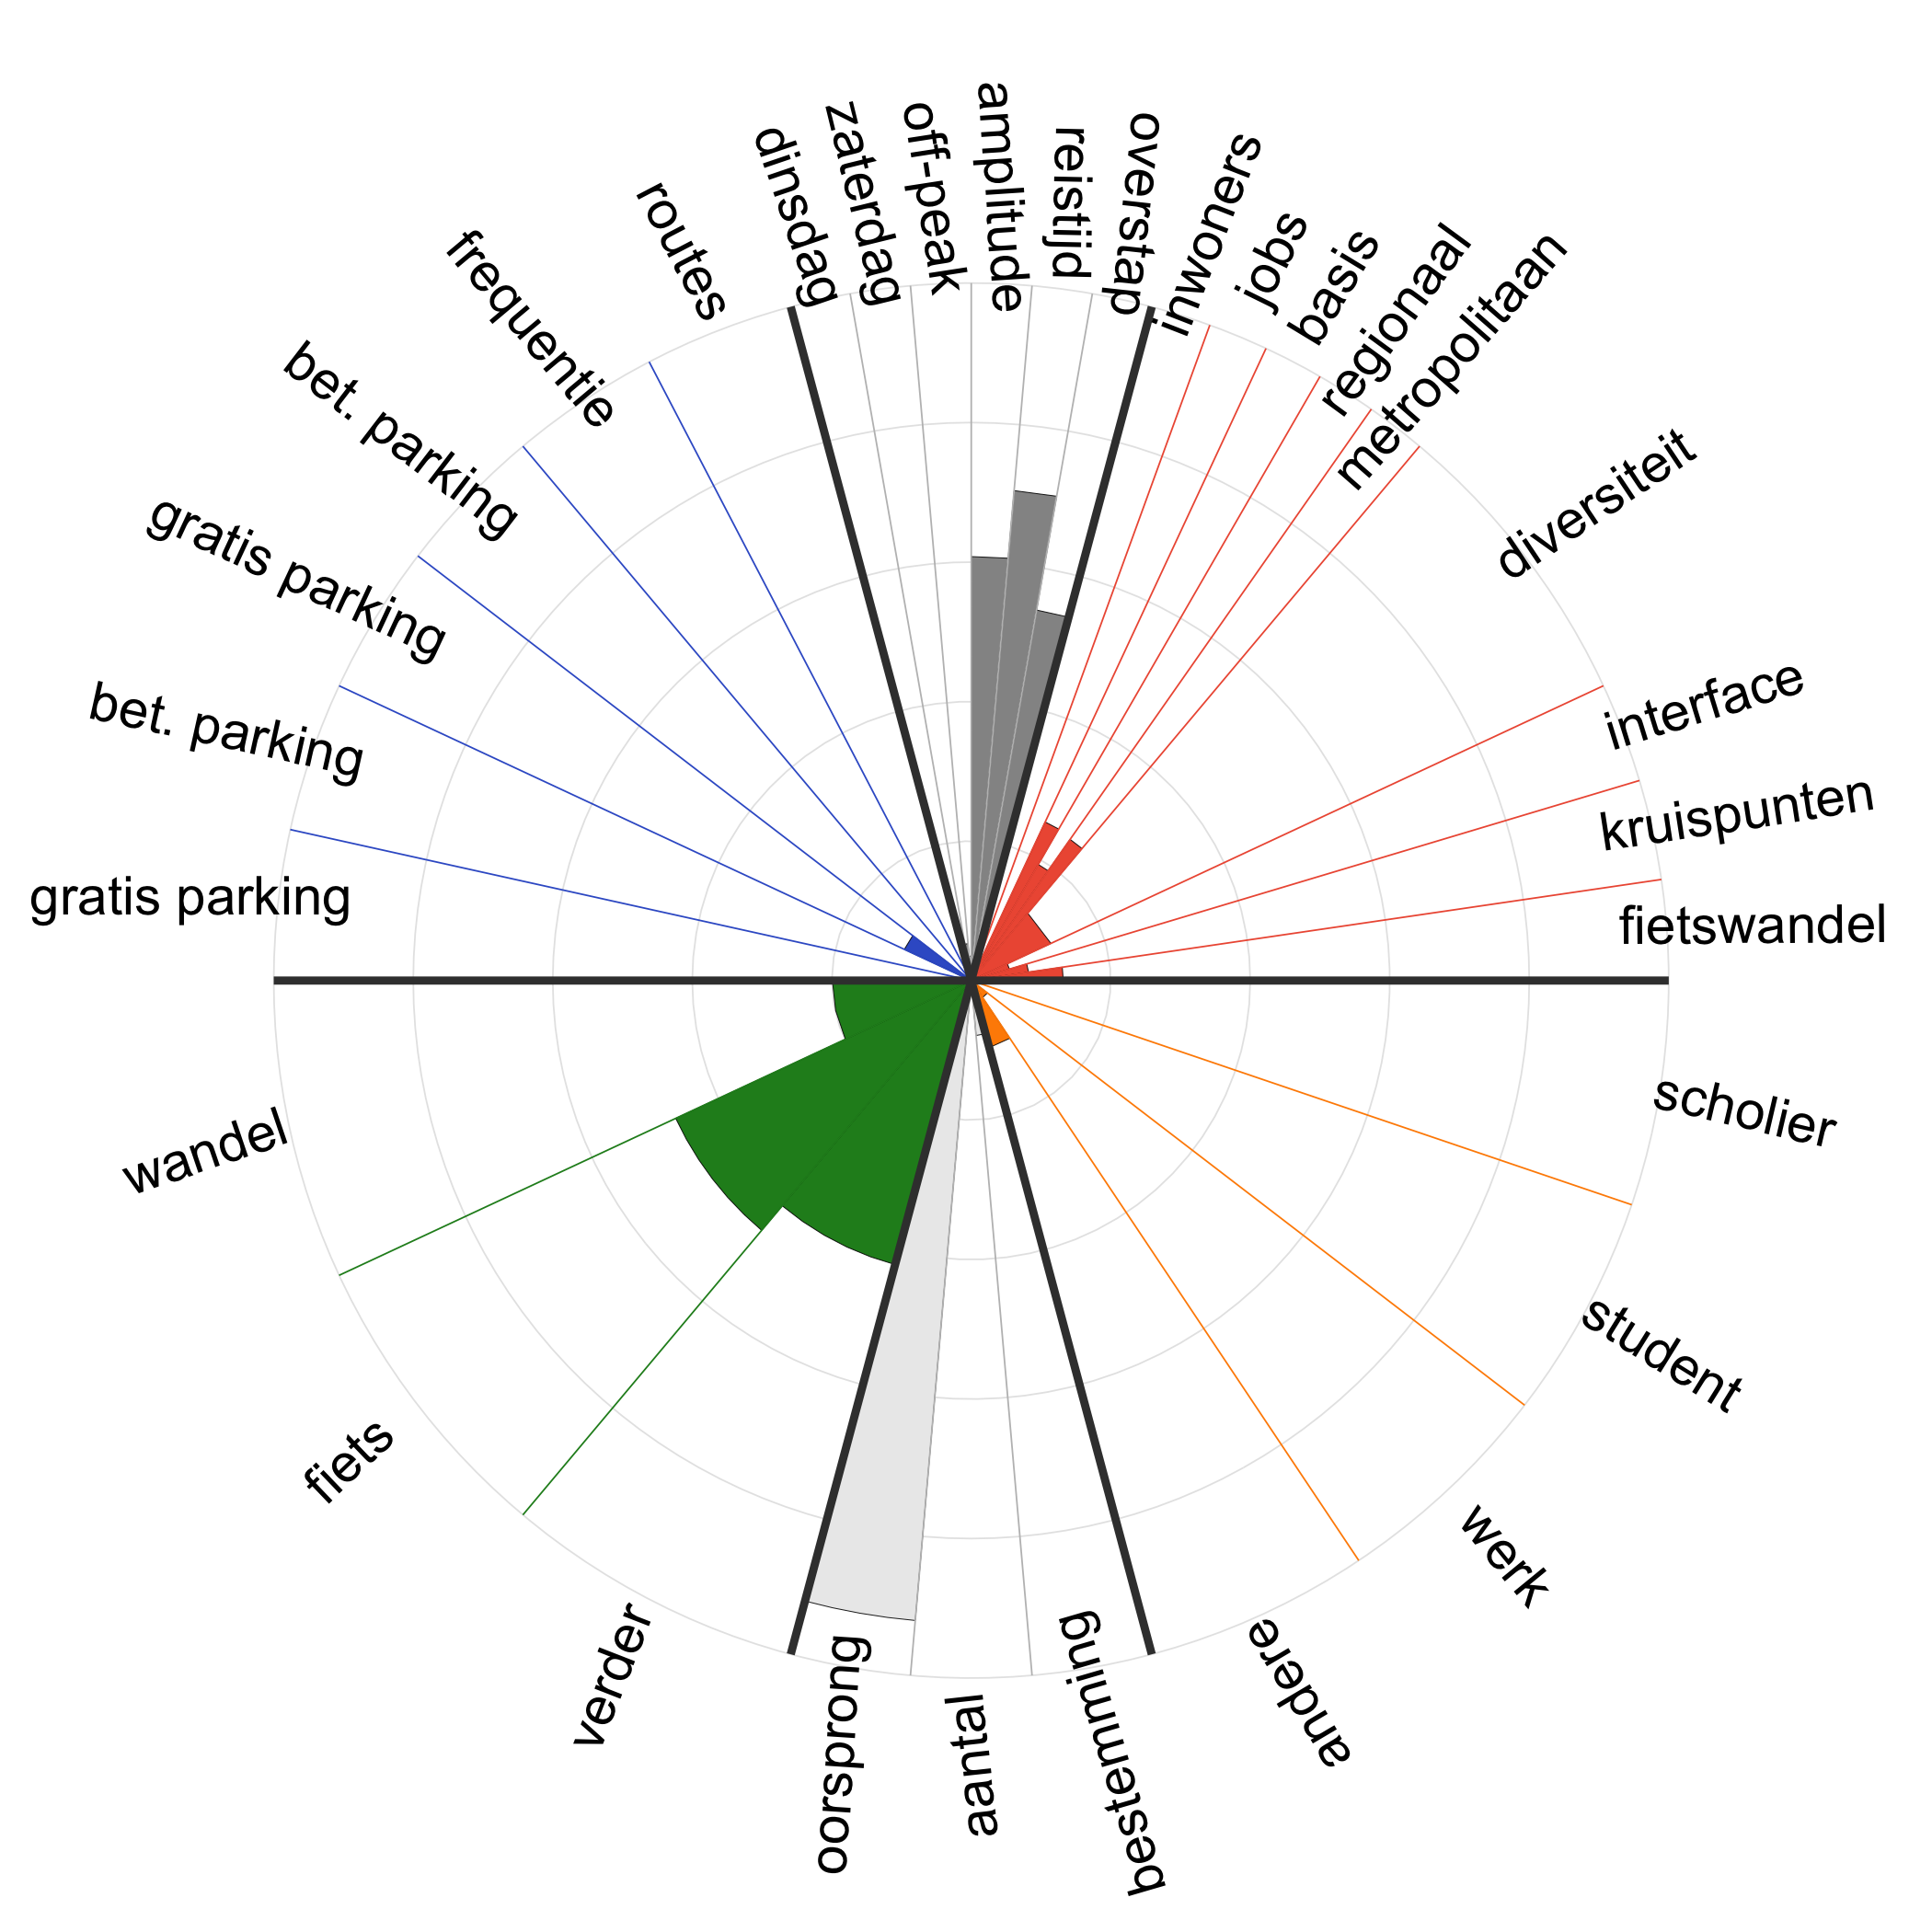 dinsdag
zaterdag
off-peak
amplitude
reistijd
overstap
inwoners
jobs
basis
regionaal
metropolitaan
diversiteit
interface
kruispunten
fietswandel
scholier
student
werk
andere
bestemming
aantal
oorsprong
verder
fiets
wandel
gratis parking
bet. parking
gratis parking
bet. parking
frequentie
routes